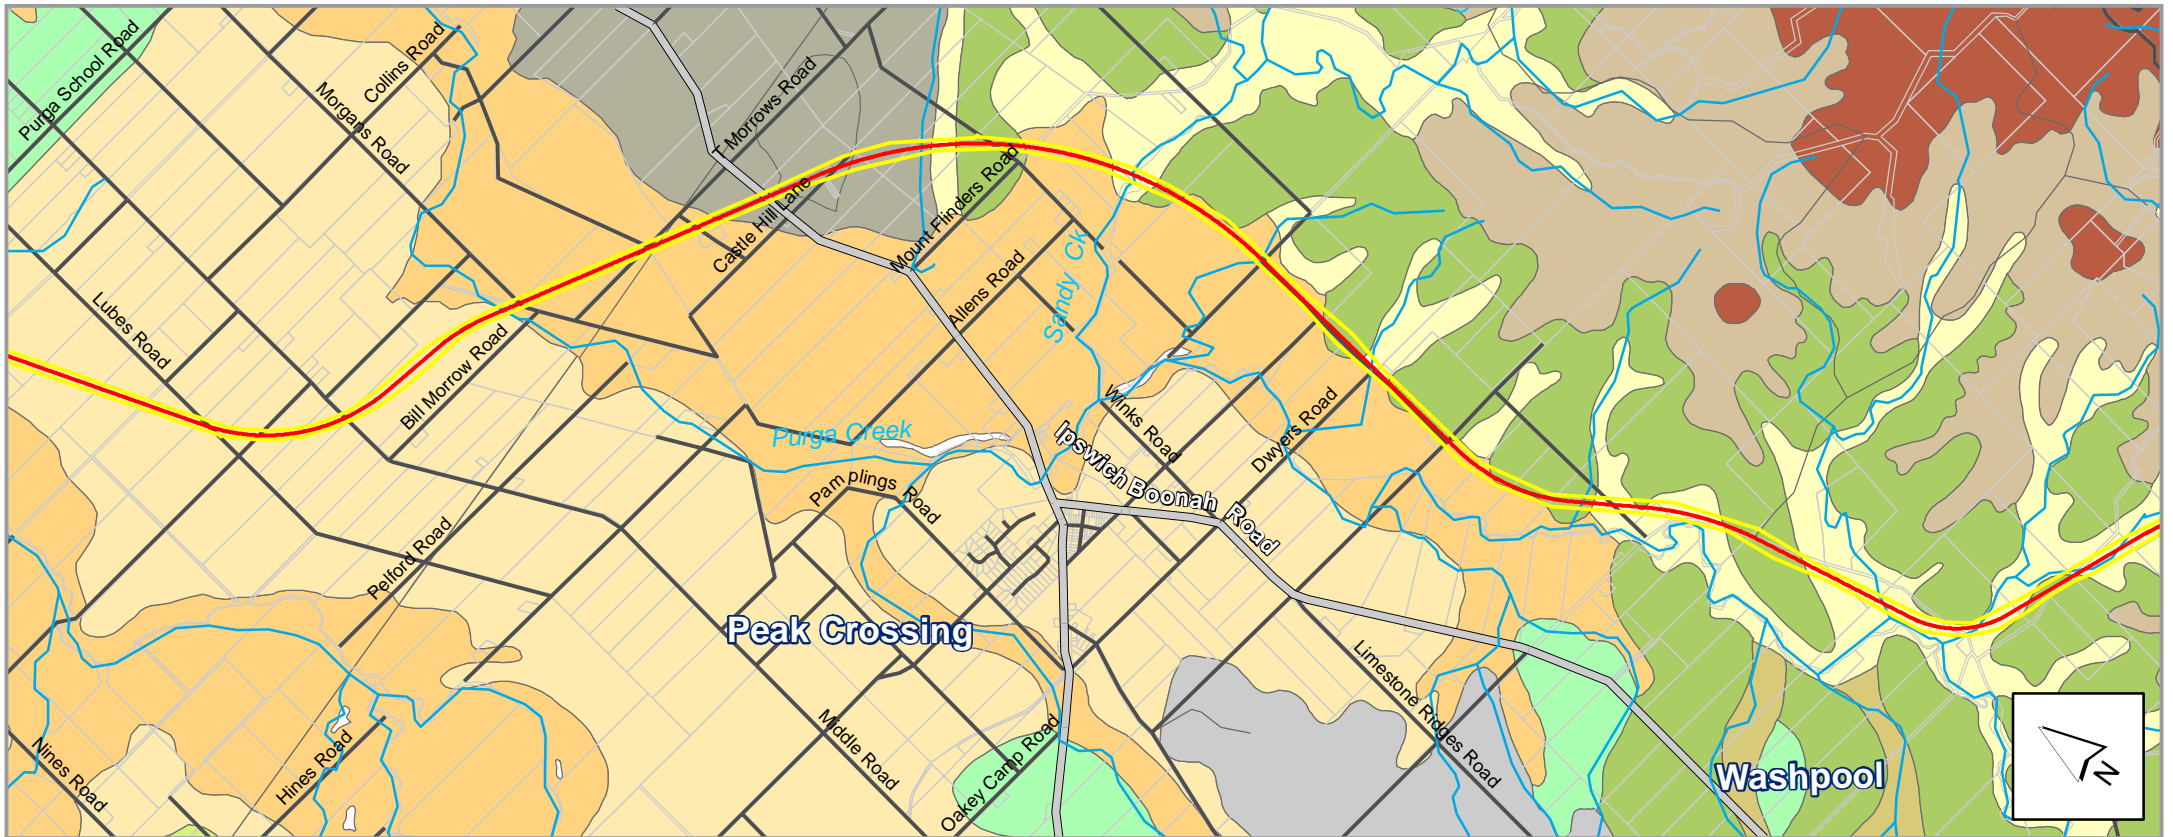 Purga School Road
Collins Road
Morgans Road
T Morrows Road
Castle Hill Lane
Mount Flinders Road
Allens Road
Sandy Ck
Lubes Road
Bill Morrow Road
Purga Creek
Winks Road
Dwyers Road
Ipswich Boonah Road
Pam plings Road
Pelford Road
Peak Crossing
Limestone Ridges Road
Middle Road
Oakey Camp Road
Nines Road
Hines Road
Washpool
N